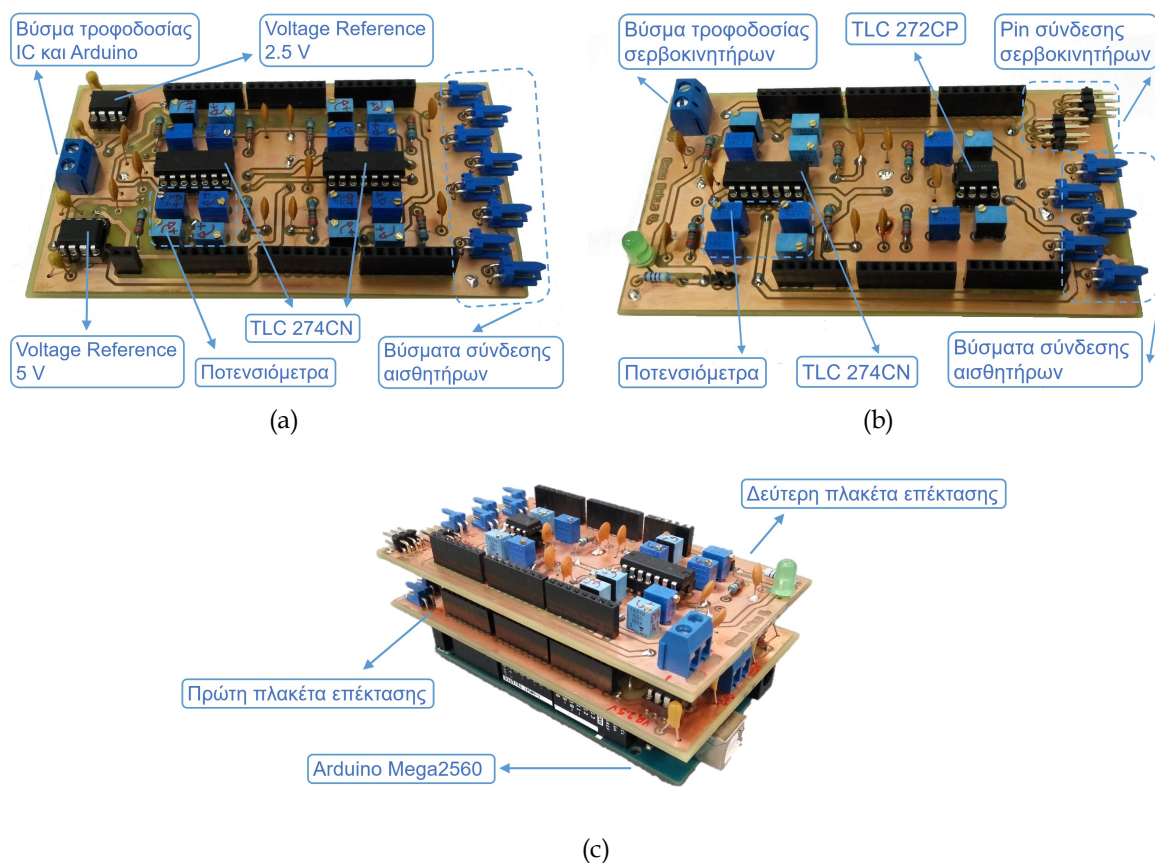 Βύσμα τροφοδοσίας
IC και Arduino
Voltage Reference
2.5 V
Voltage Reference
5 V
TLC 274CN
Ποτενσιόμετρα
Βύσματα σύνδεσης
αισθητήρων
(a)
Βύσμα τροφοδοσίας
σερβοκινητήρων
TLC 272CP
Pin σύνδεσης
σερβοκινητήρων
Ποτενσιόμετρα
TLC 274CN
Βύσματα σύνδεσης
αισθητήρων
(b)
Δεύτερη πλακέτα επέκτασης
Πρώτη πλακέτα επέκτασης
Arduino Mega2560
(c)